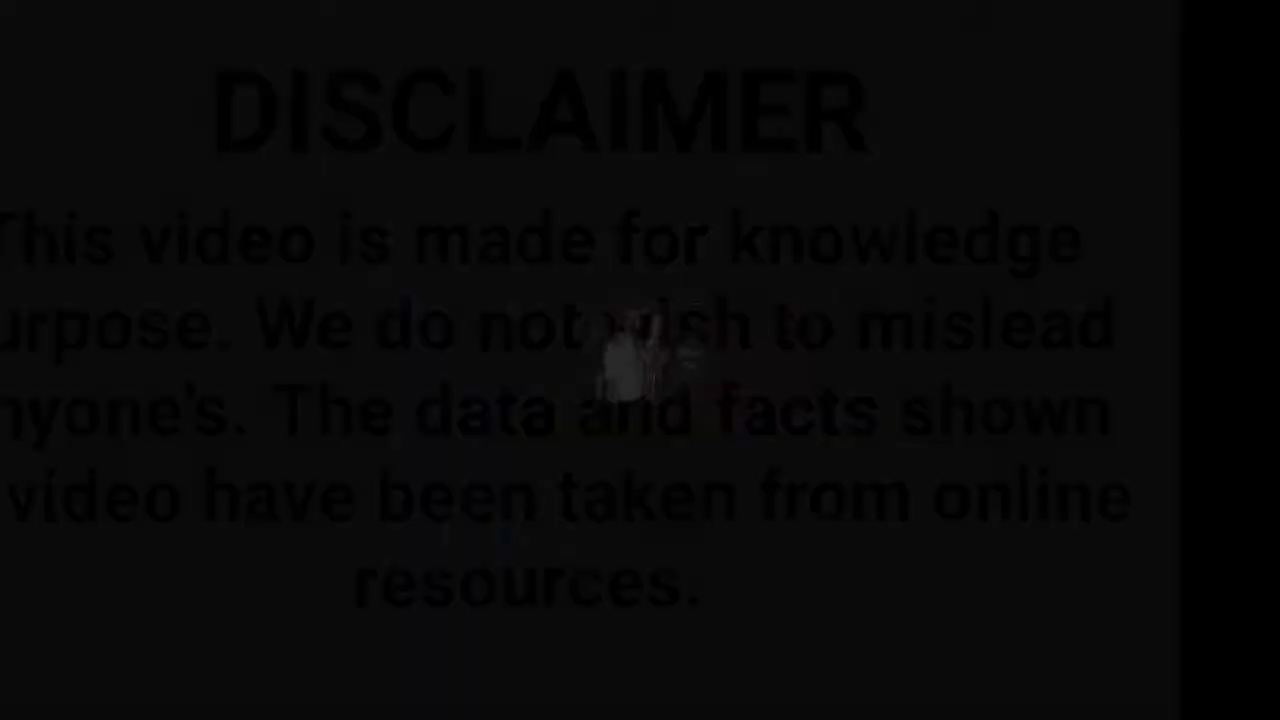 DISCLAIMER
This video is made for knowledge
urpose. We do not wish to mislead
nyone's. The data and facts shown
video have been taken from online
resources.